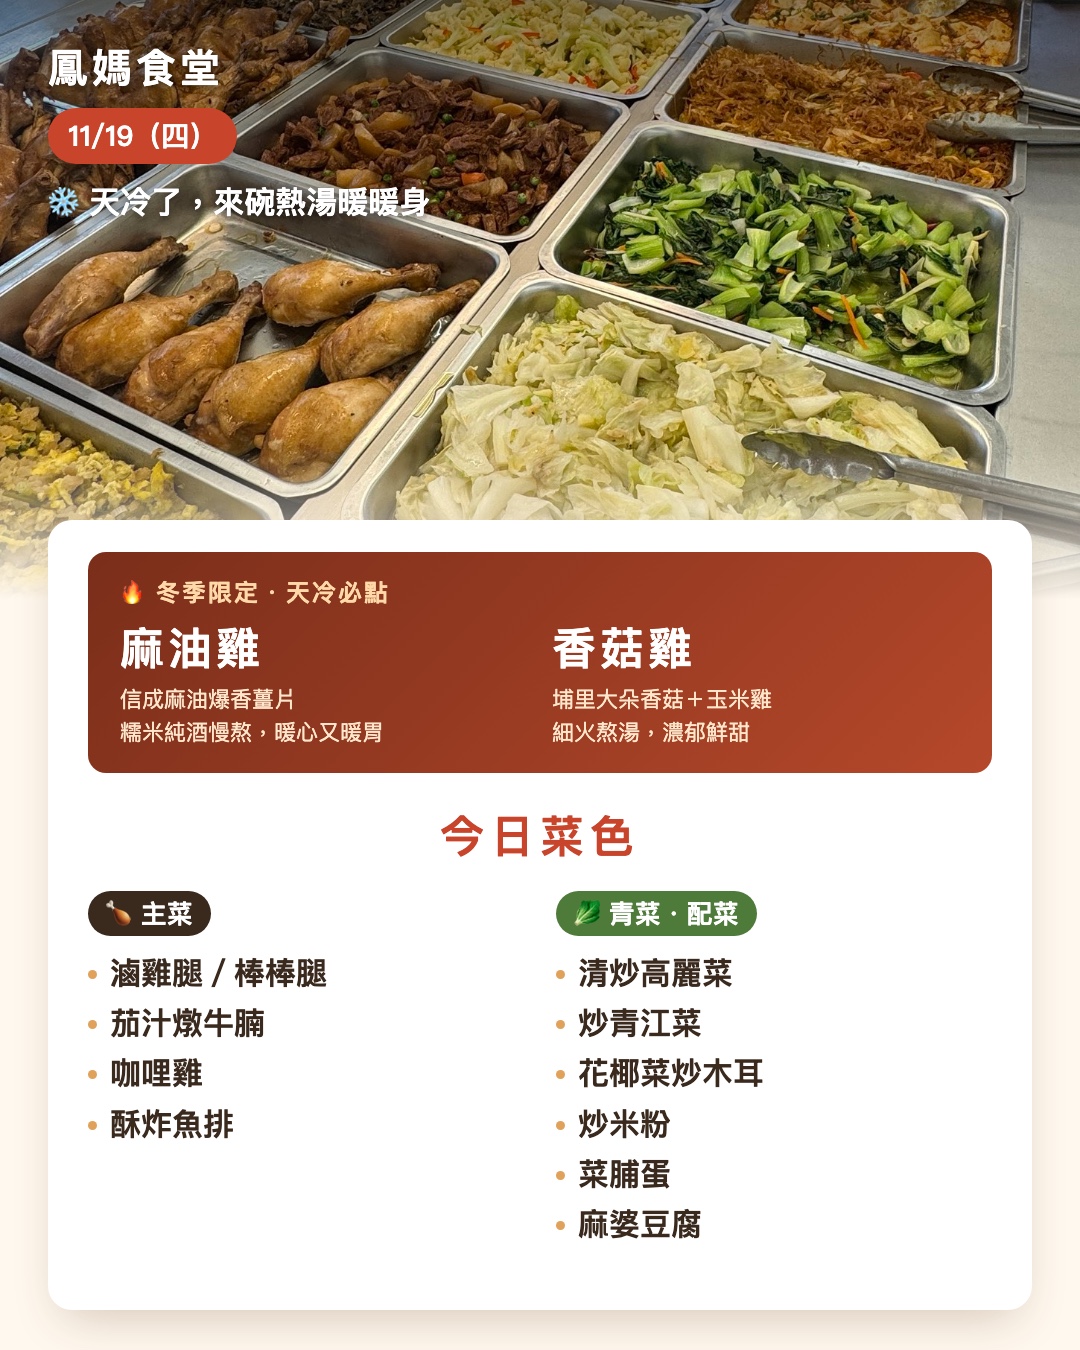 鳳媽食堂
11/19（四）
❄️ 天冷了，來碗熱湯暖暖身
🔥 冬季限定 · 天冷必點
麻油雞
信成麻油爆香薑片
糯米純酒慢熬，暖心又暖胃
香菇雞
埔里大朵香菇＋玉米雞
細火熬湯，濃郁鮮甜
今日菜色
🍗 主菜
• 滷雞腿 / 棒棒腿
• 茄汁燉牛腩
• 咖哩雞
• 酥炸魚排
🥬 青菜 · 配菜
• 清炒高麗菜
• 炒青江菜
• 花椰菜炒木耳
• 炒米粉
• 菜脯蛋
• 麻婆豆腐